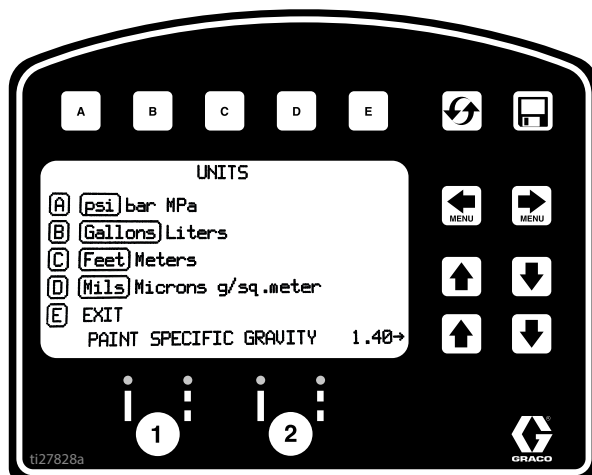 A B C D E
UNITS
A psi bar MPa
B Gallons Liters
C Feet Meters
D Mils Microns g/sq.meter
E EXIT
PAINT SPECIFIC GRAVITY 1.40→
MENU MENU
1 2
ti27828a
GRACO